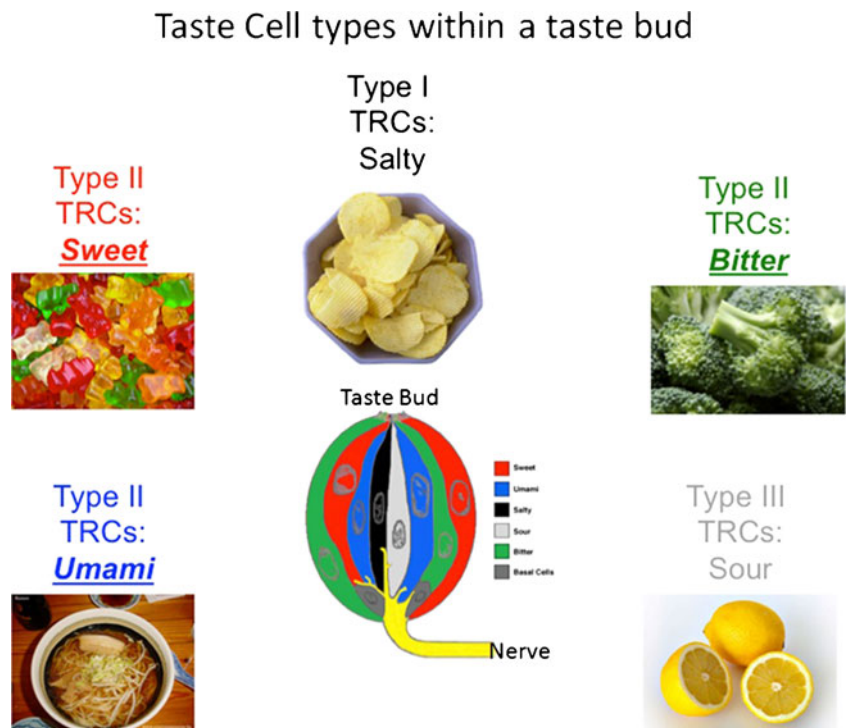 Taste Cell types within a taste bud
Type I
TRCs:
Salty
Type II
TRCs:
Sweet
Type II
TRCs:
Bitter
Taste Bud
Sweet
Umami
Salty
Sour
Bitter
Basal Cells
Type II
TRCs:
Umami
Type III
TRCs:
Sour
Nerve